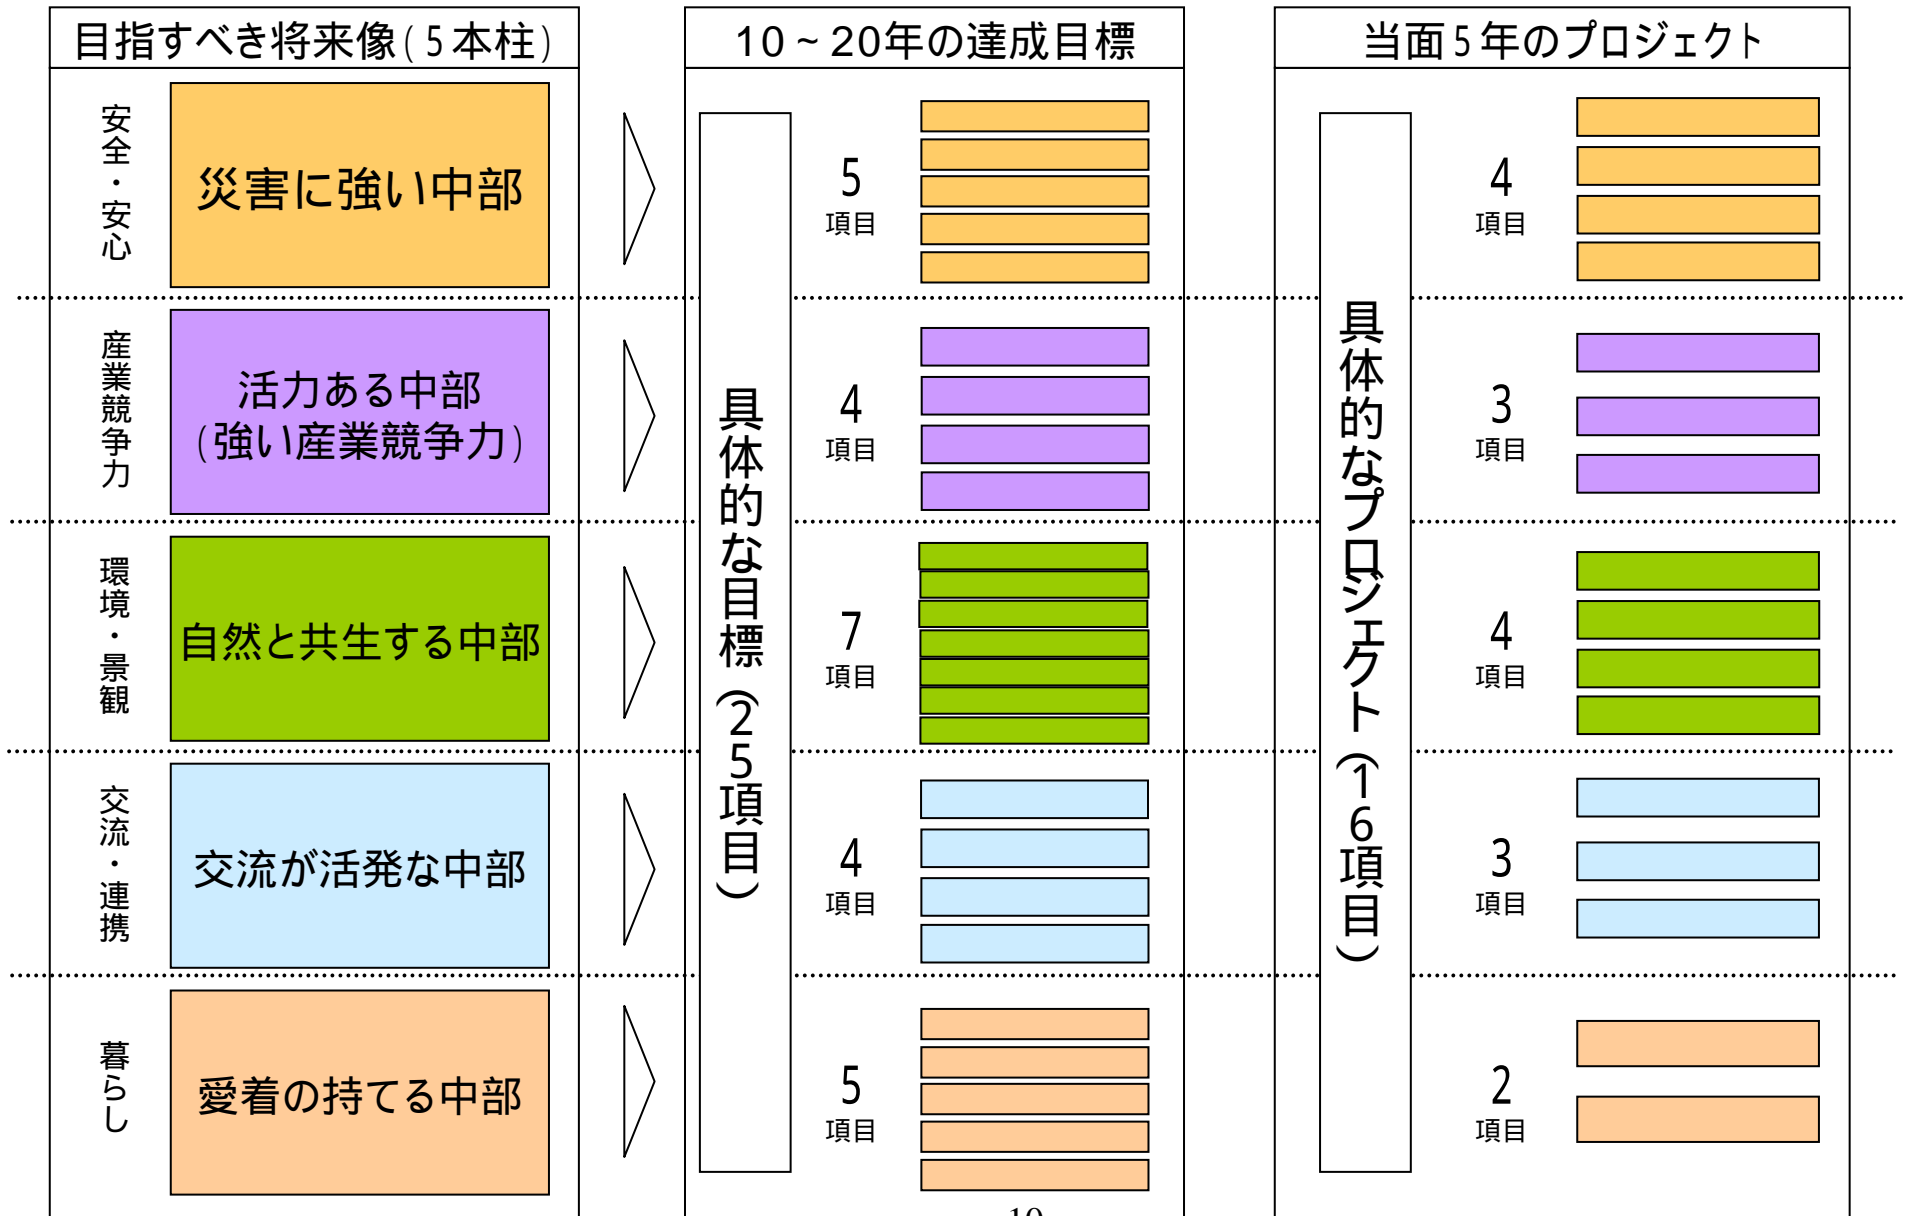 目指すべき将来像(5本柱)
10~20年の達成目標
当面5年のプロジェクト
安全・安心
災害に強い中部
5
項目
4
項目
産業競争力
活力ある中部
(強い産業競争力)
4
項目
3
項目
環境・景観
自然と共生する中部
7
項目
4
項目
交流・連携
交流が活発な中部
4
項目
3
項目
暮らし
愛着の持てる中部
5
項目
2
項目
具体的な目標(25項目)
具体的なプロジェクト(16項目)
10